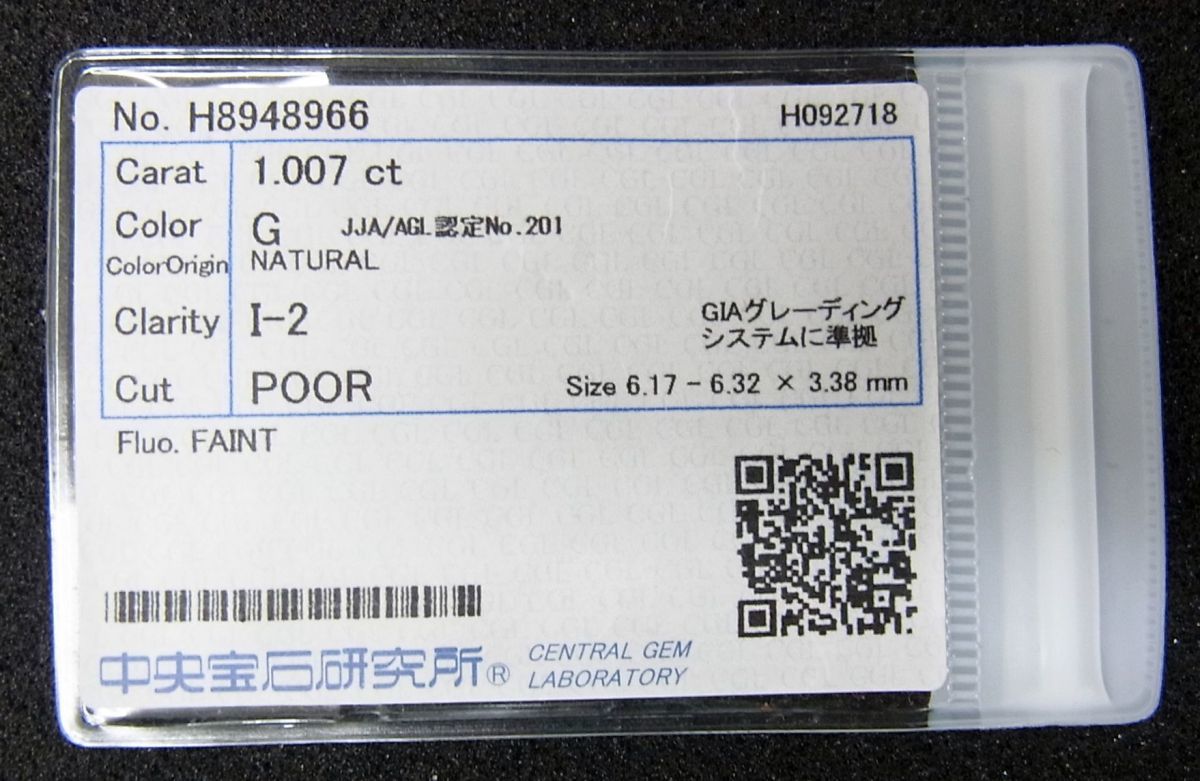 No. H8948966 H092718
Carat 1.007 ct
Color G JJA/AGL認定No.201
ColorOrigin NATURAL
Clarity I-2 GIAグレーディング
システムに準拠
Cut POOR Size 6.17 - 6.32 × 3.38 mm
Fluo. FAINT
中央宝石研究所® CENTRAL GEM
LABORATORY